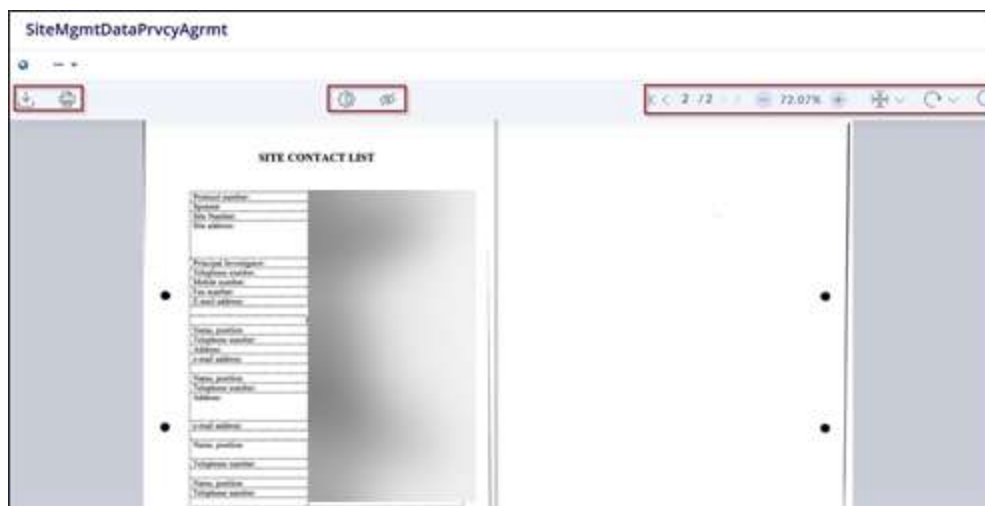 SiteMgmtDataPrvcyAgrmt
2 /2
72.07%
SITE CONTACT LIST
Protocol number
Sponsor
Site Number
Site address
Principal Investigator
Telephone number
Mobile number
Fax number
E-mail address
Name, position
Telephone number
Address
e-mail address
Name, position
Telephone number
Address
e-mail address
Name, position
Telephone number
Name, position
Telephone number